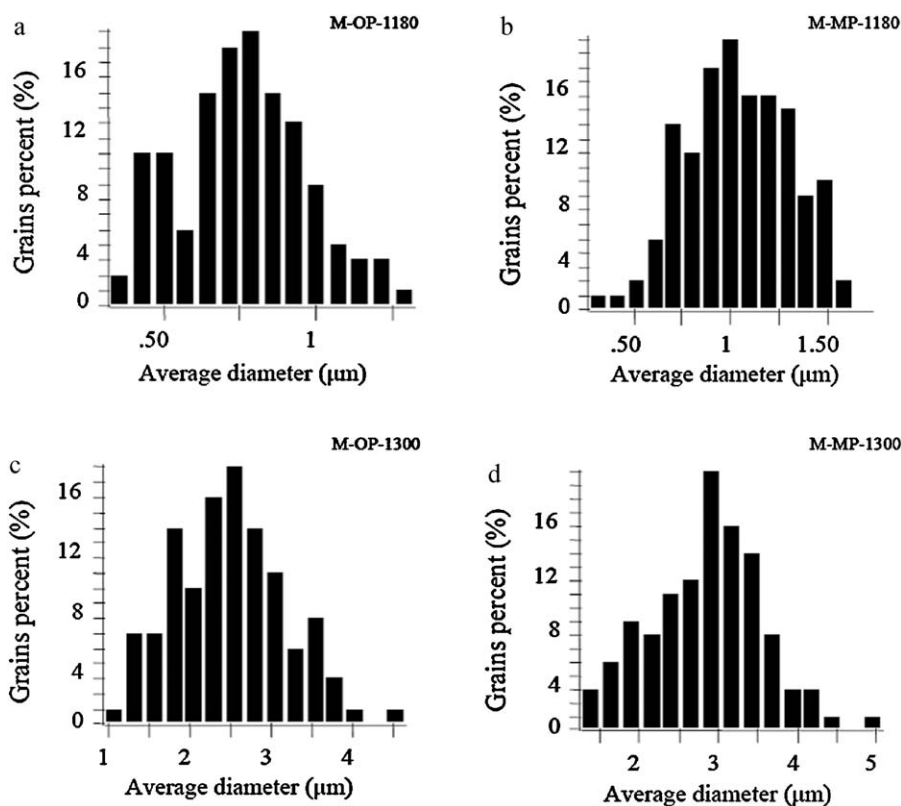 a
M-OP-1180
Grains percent (%)
16
12
8
4
0
.50 1
Average diameter (μm)
b
M-MP-1180
Grains percent (%)
16
12
8
4
0
.50 1 1.50
Average diameter (μm)
c
M-OP-1300
Grains percent (%)
16
12
8
4
0
1 2 3 4
Average diameter (μm)
d
M-MP-1300
Grains percent (%)
16
12
8
4
0
2 3 4 5
Average diameter (μm)